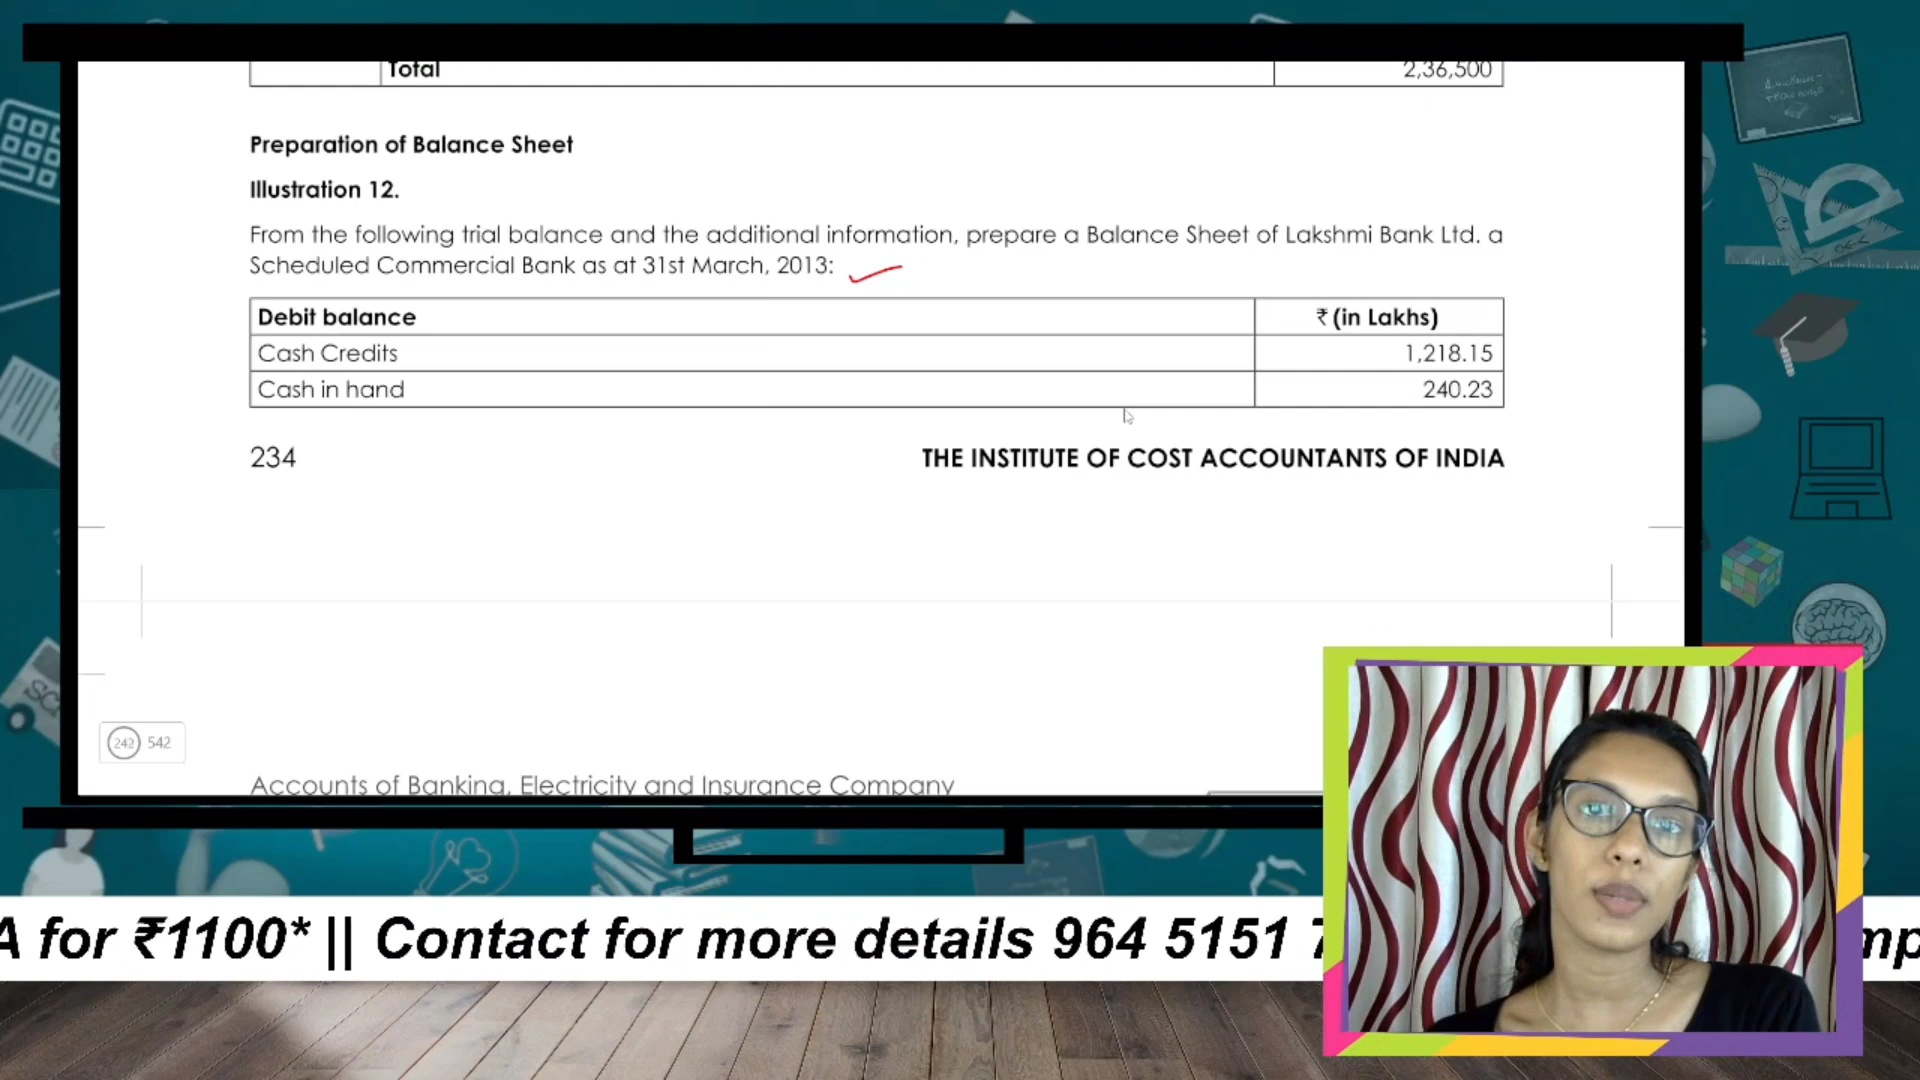 Total 2,36,500
Preparation of Balance Sheet
Illustration 12.
From the following trial balance and the additional information, prepare a Balance Sheet of Lakshmi Bank Ltd. a
Scheduled Commercial Bank as at 31st March, 2013:
Debit balance ₹ (in Lakhs)
Cash Credits 1,218.15
Cash in hand 240.23
234 THE INSTITUTE OF COST ACCOUNTANTS OF INDIA
242 542
Accounts of Banking, Electricity and Insurance Company
A for ₹1100* || Contact for more details 964 5151